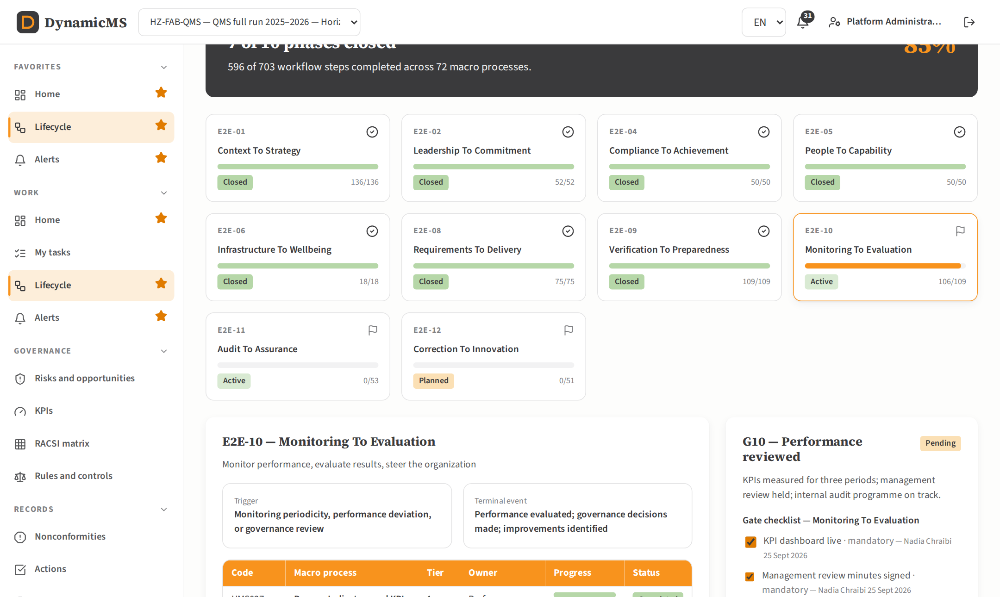 DynamicMS
HZ-FAB-QMS — QMS full run 2025–2026 — Horiz
EN
31
Platform Administra...
FAVORITES
Home
Lifecycle
Alerts
WORK
Home
My tasks
Lifecycle
Alerts
GOVERNANCE
Risks and opportunities
KPIs
RACSI matrix
Rules and controls
RECORDS
Nonconformities
Actions
7 of 10 phases closed
85%
596 of 703 workflow steps completed across 72 macro processes.
E2E-01
Context To Strategy
Closed 136/136
E2E-02
Leadership To Commitment
Closed 52/52
E2E-04
Compliance To Achievement
Closed 50/50
E2E-05
People To Capability
Closed 50/50
E2E-06
Infrastructure To Wellbeing
Closed 18/18
E2E-08
Requirements To Delivery
Closed 75/75
E2E-09
Verification To Preparedness
Closed 109/109
E2E-10
Monitoring To Evaluation
Active 106/109
E2E-11
Audit To Assurance
Active 0/53
E2E-12
Correction To Innovation
Planned 0/51
E2E-10 — Monitoring To Evaluation
Monitor performance, evaluate results, steer the organization
Trigger
Monitoring periodicity, performance deviation,
or governance review
Terminal event
Performance evaluated; governance decisions
made; improvements identified
Code Macro process Tier Owner Progress Status
G10 — Performance
reviewed
Pending
KPIs measured for three periods; management
review held; internal audit programme on track.
Gate checklist — Monitoring To Evaluation
KPI dashboard live · mandatory — Nadia Chraibi
25 Sept 2026
Management review minutes signed ·
mandatory — Nadia Chraibi 25 Sept 2026